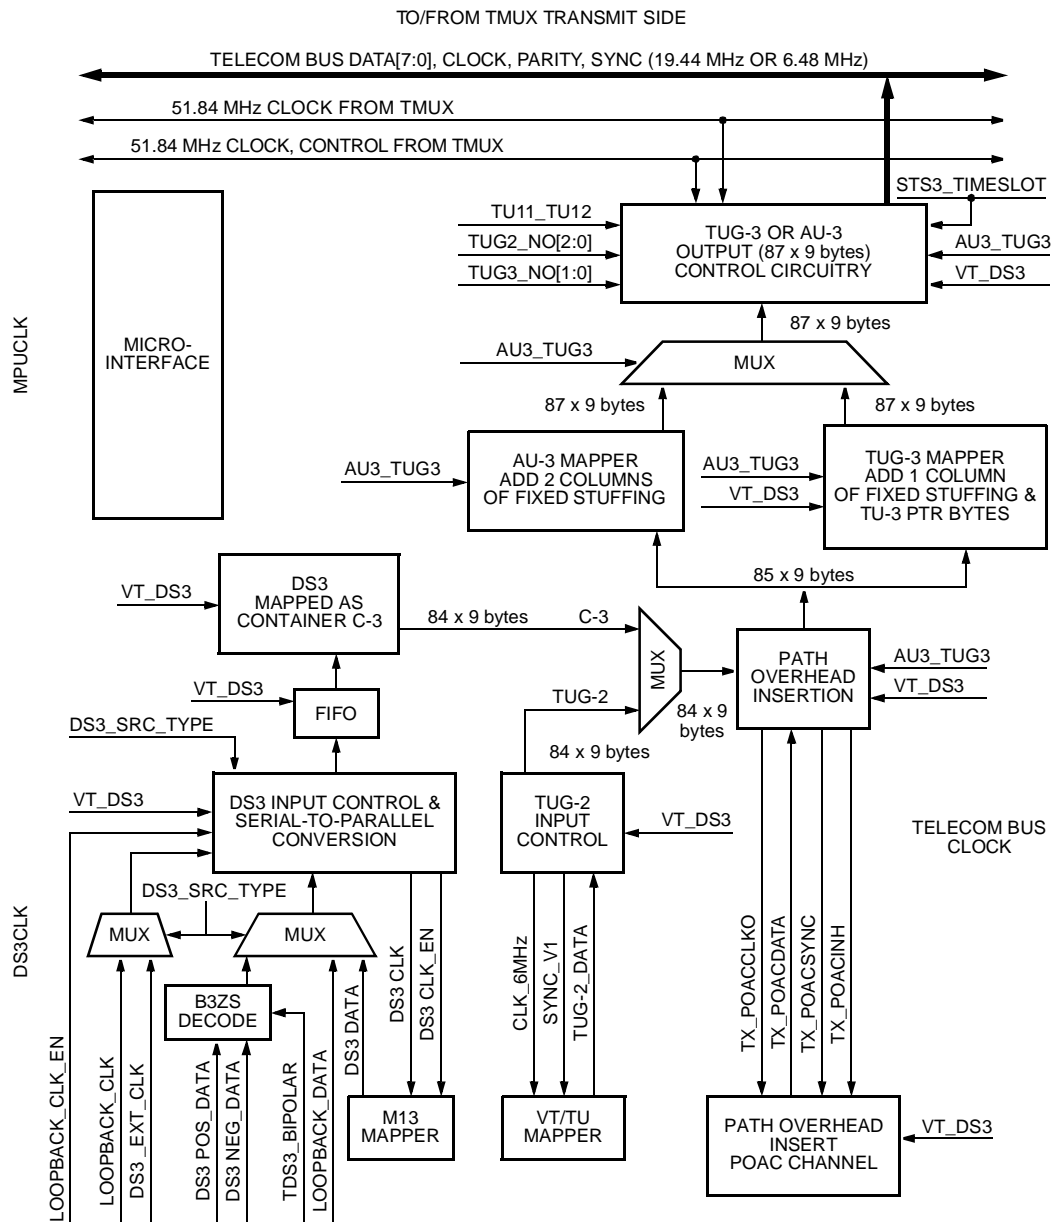 TO/FROM TMUX TRANSMIT SIDE
TELECOM BUS DATA[7:0], CLOCK, PARITY, SYNC (19.44 MHz OR 6.48 MHz)
51.84 MHz CLOCK FROM TMUX
51.84 MHz CLOCK, CONTROL FROM TMUX
STS3_TIMESLOT
TU11_TU12
TUG2_NO[2:0]
TUG3_NO[1:0]
TUG-3 OR AU-3
OUTPUT (87 x 9 bytes)
CONTROL CIRCUITRY
AU3_TUG3
VT_DS3
MPUCLK
MICRO-
INTERFACE
87 x 9 bytes
AU3_TUG3
MUX
87 x 9 bytes
87 x 9 bytes
AU3_TUG3
AU-3 MAPPER
ADD 2 COLUMNS
OF FIXED STUFFING
AU3_TUG3
VT_DS3
TUG-3 MAPPER
ADD 1 COLUMN
OF FIXED STUFFING &
TU-3 PTR BYTES
85 x 9 bytes
VT_DS3
DS3
MAPPED AS
CONTAINER C-3
84 x 9 bytes
C-3
MUX
TUG-2
84 x 9
bytes
PATH
OVERHEAD
INSERTION
AU3_TUG3
VT_DS3
VT_DS3
FIFO
DS3_SRC_TYPE
84 x 9 bytes
VT_DS3
DS3 INPUT CONTROL &
SERIAL-TO-PARALLEL
CONVERSION
TUG-2
INPUT
CONTROL
VT_DS3
TELECOM BUS
CLOCK
DS3CLK
DS3_SRC_TYPE
MUX
MUX
B3ZS
DECODE
DS3 DATA
DS3 CLK
DS3 CLK_EN
CLK_6MHz
SYNC_V1
TUG-2_DATA
TX_POACCLKO
TX_POACDATA
TX_POACSYNC
TX_POACINH
LOOPBACK_CLK_EN
LOOPBACK_CLK
DS3 _EXT_CLK
DS3 POS_DATA
DS3 NEG_DATA
TDS3_BIPOLAR
LOOPBACK_DATA
M13
MAPPER
VT/TU
MAPPER
PATH OVERHEAD
INSERT
POAC CHANNEL
VT_DS3